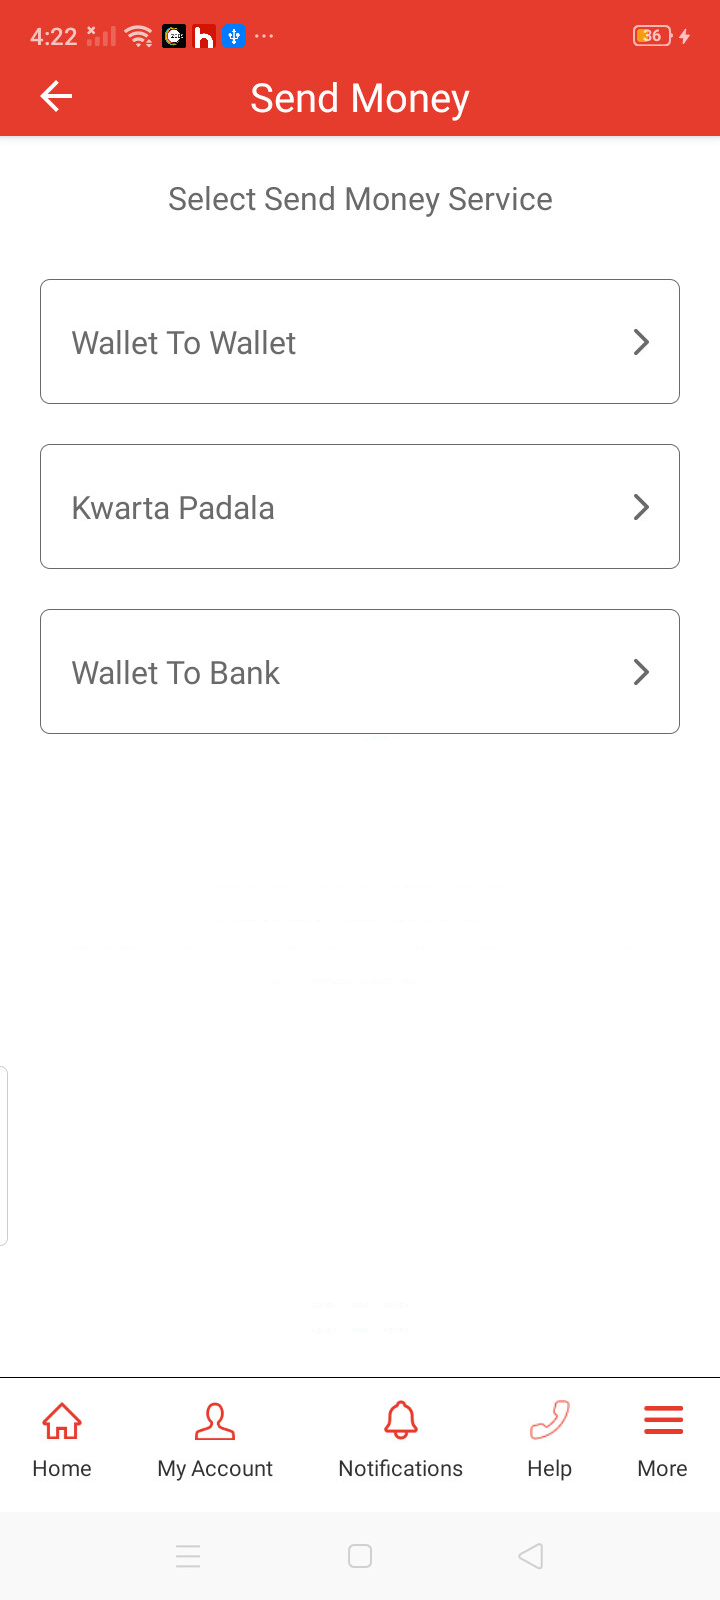 4:22
36
Send Money
Select Send Money Service
Wallet To Wallet
Kwarta Padala
Wallet To Bank
Home
My Account
Notifications
Help
More